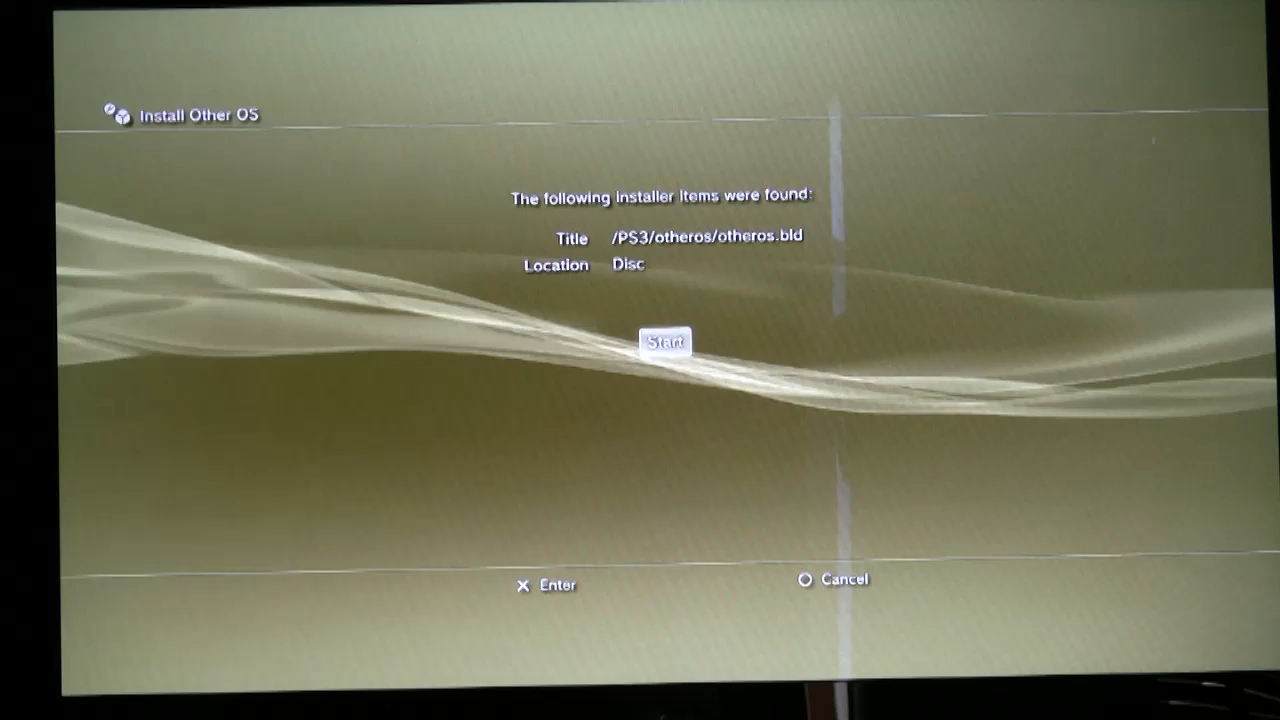 Install Other OS
The following installer items were found:
Title /PS3/otheros/otheros.bld
Location Disc
Start
Enter Cancel